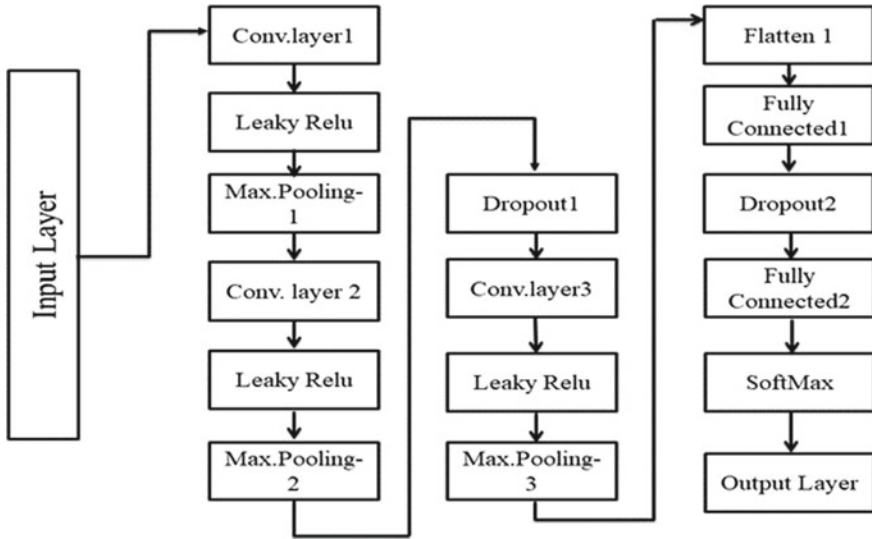 Input Layer
Conv.layer1
Leaky Relu
Max.Pooling-
1
Conv. layer 2
Leaky Relu
Max.Pooling-
2
Dropout1
Conv.layer3
Leaky Relu
Max.Pooling-
3
Flatten 1
Fully
Connected1
Dropout2
Fully
Connected2
SoftMax
Output Layer